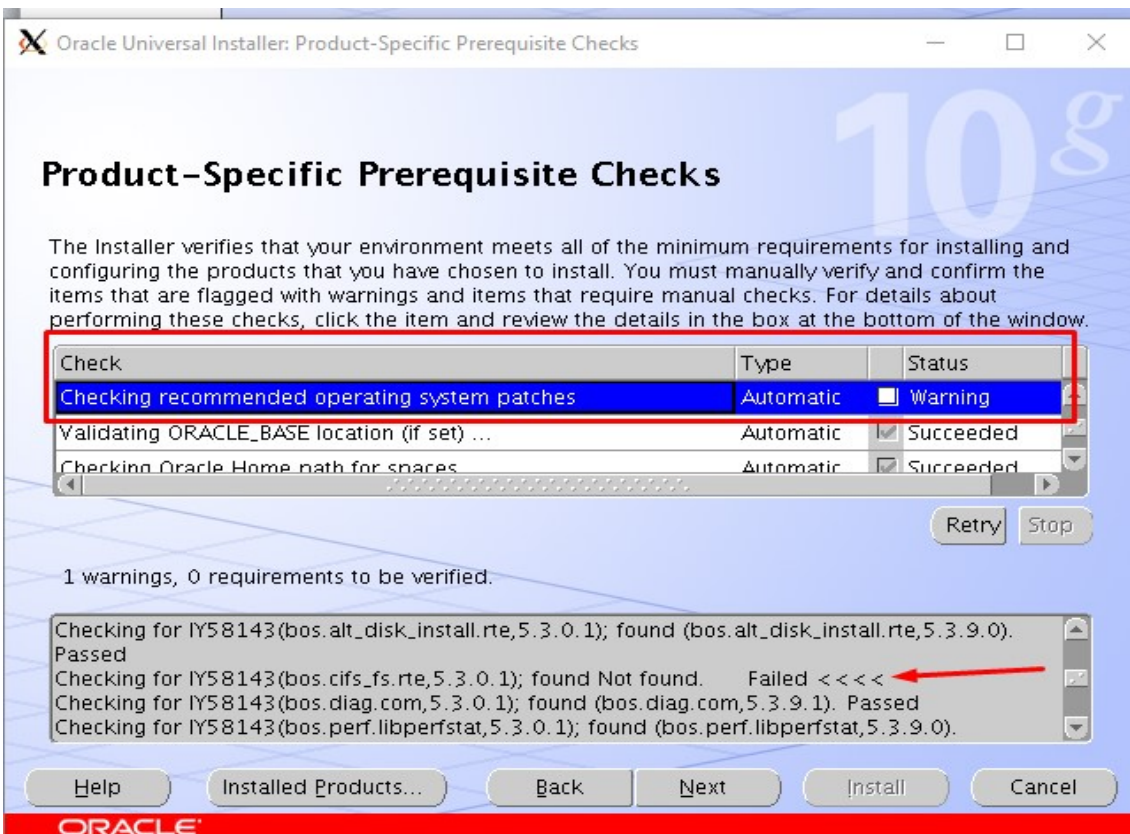 Oracle Universal Installer: Product-Specific Prerequisite Checks
10g
Product-Specific Prerequisite Checks
The Installer verifies that your environment meets all of the minimum requirements for installing and
configuring the products that you have chosen to install. You must manually verify and confirm the
items that are flagged with warnings and items that require manual checks. For details about
performing these checks, click the item and review the details in the box at the bottom of the window.
Check Type Status
Checking recommended operating system patches Automatic Warning
Validating ORACLE_BASE location (if set) ... Automatic Succeeded
Checking Oracle Home path for spaces Automatic Succeeded
Retry Stop
1 warnings, 0 requirements to be verified.
Checking for IY58143(bos.alt_disk_install.rte,5.3.0.1); found (bos.alt_disk_install.rte,5.3.9.0).
Passed
Checking for IY58143(bos.cifs_fs.rte,5.3.0.1); found Not found. Failed <<<<
Checking for IY58143(bos.diag.com,5.3.0.1); found (bos.diag.com,5.3.9.1). Passed
Checking for IY58143(bos.perf.libperfstat,5.3.0.1); found (bos.perf.libperfstat,5.3.9.0).
Help Installed Products... Back Next Install Cancel
ORACLE